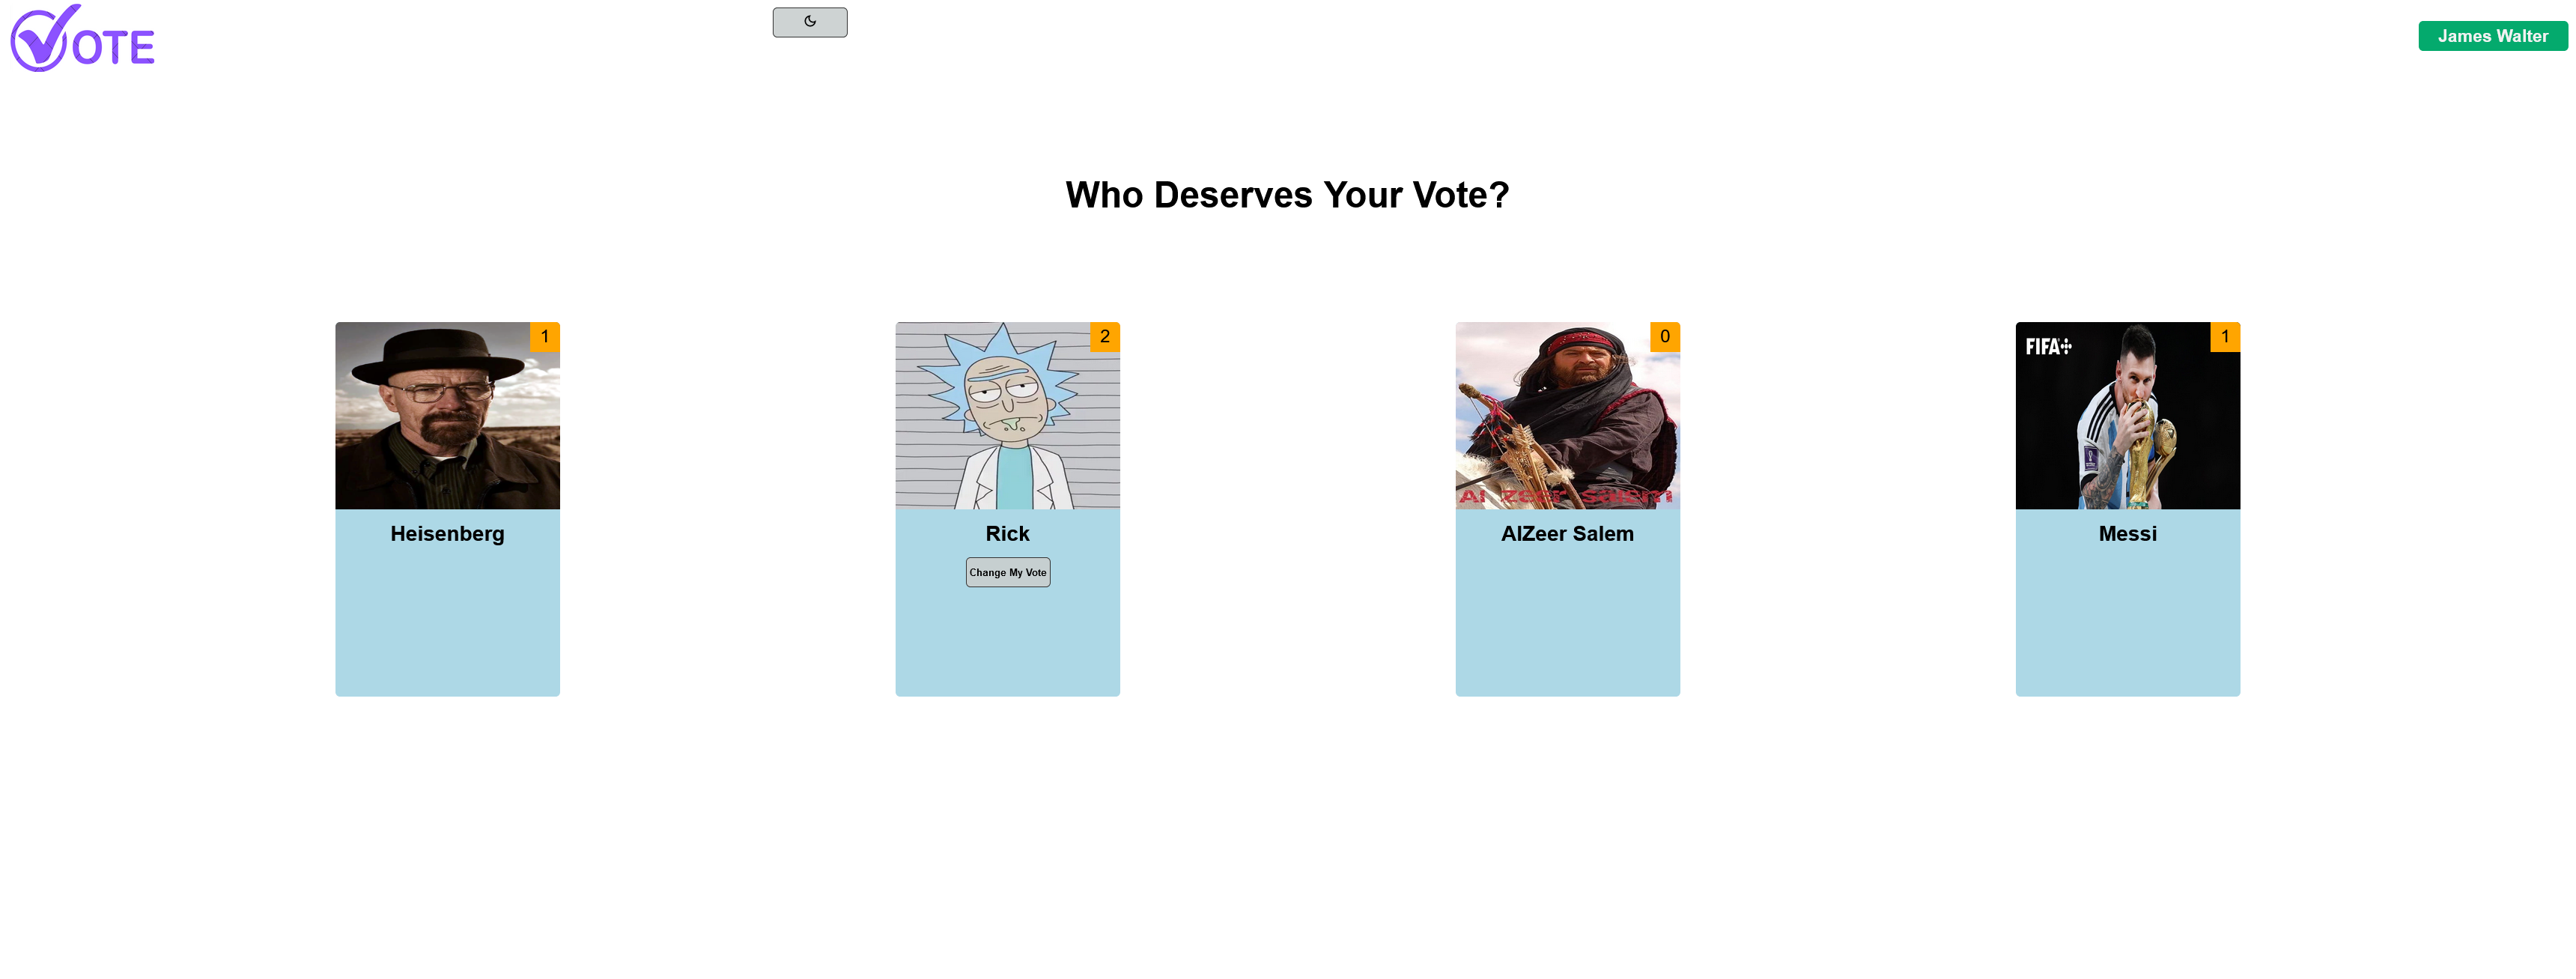 VOTE
James Walter
Who Deserves Your Vote?
1
2
0
FIFA+
1
Al zeer salem
Heisenberg
Rick
AlZeer Salem
Messi
Change My Vote